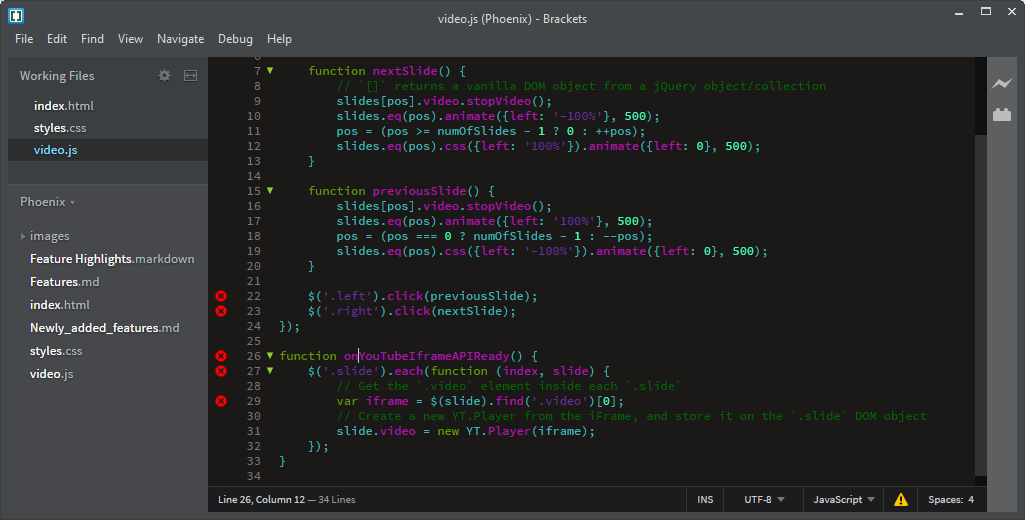 video.js (Phoenix) - Brackets
File Edit Find View Navigate Debug Help
Working Files
index.html
styles.css
video.js
Phoenix
images
Feature Highlights.markdown
Features.md
index.html
Newly_added_features.md
styles.css
video.js
7 function nextSlide() {
8 // `[]` returns a vanilla DOM object from a jQuery object/collection
9 slides[pos].video.stopVideo();
10 slides.eq(pos).animate({left: '-100%'}, 500);
11 pos = (pos >= numOfSlides - 1 ? 0 : ++pos);
12 slides.eq(pos).css({left: '100%'}).animate({left: 0}, 500);
13 }
14
15 function previousSlide() {
16 slides[pos].video.stopVideo();
17 slides.eq(pos).animate({left: '100%'}, 500);
18 pos = (pos === 0 ? numOfSlides - 1 : --pos);
19 slides.eq(pos).css({left: '-100%'}).animate({left: 0}, 500);
20 }
21
22 $('.left').click(previousSlide);
23 $('.right').click(nextSlide);
24 });
25
26 function onYouTubeIframeAPIReady() {
27 $('.slide').each(function (index, slide) {
28 // Get the `.video` element inside each `.slide`
29 var iframe = $(slide).find('.video')[0];
30 // Create a new YT.Player from the iFrame, and store it on the `.slide` DOM object
31 slide.video = new YT.Player(iframe);
32 });
33 }
34
Line 26, Column 12 — 34 Lines INS UTF-8 JavaScript Spaces: 4